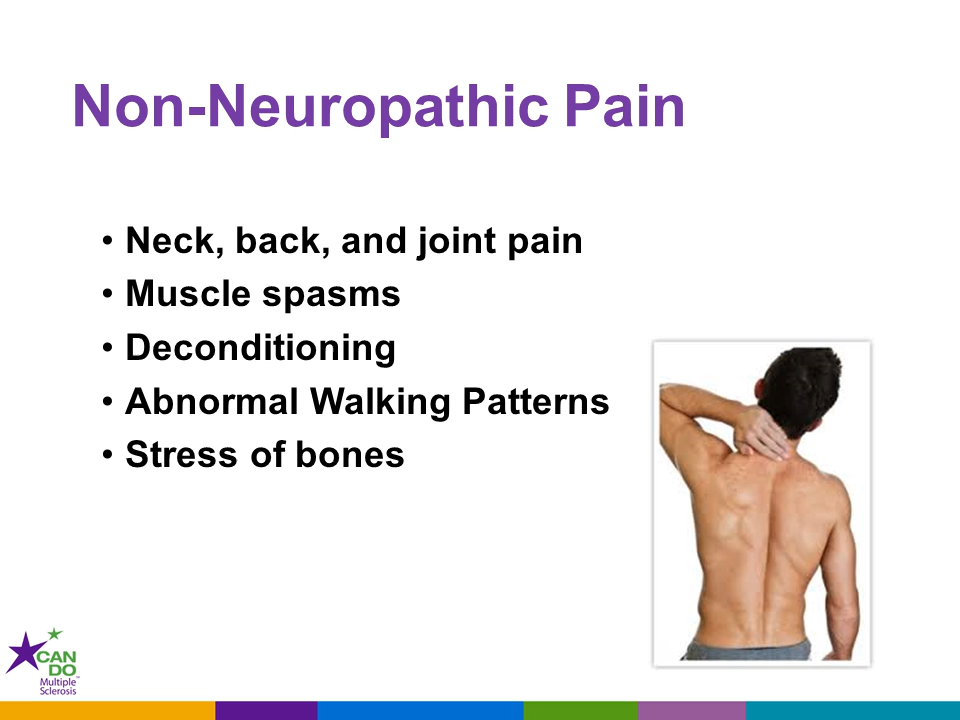 Non-Neuropathic Pain
• Neck, back, and joint pain
• Muscle spasms
• Deconditioning
• Abnormal Walking Patterns
• Stress of bones
CAN
DO™
Multiple
Sclerosis